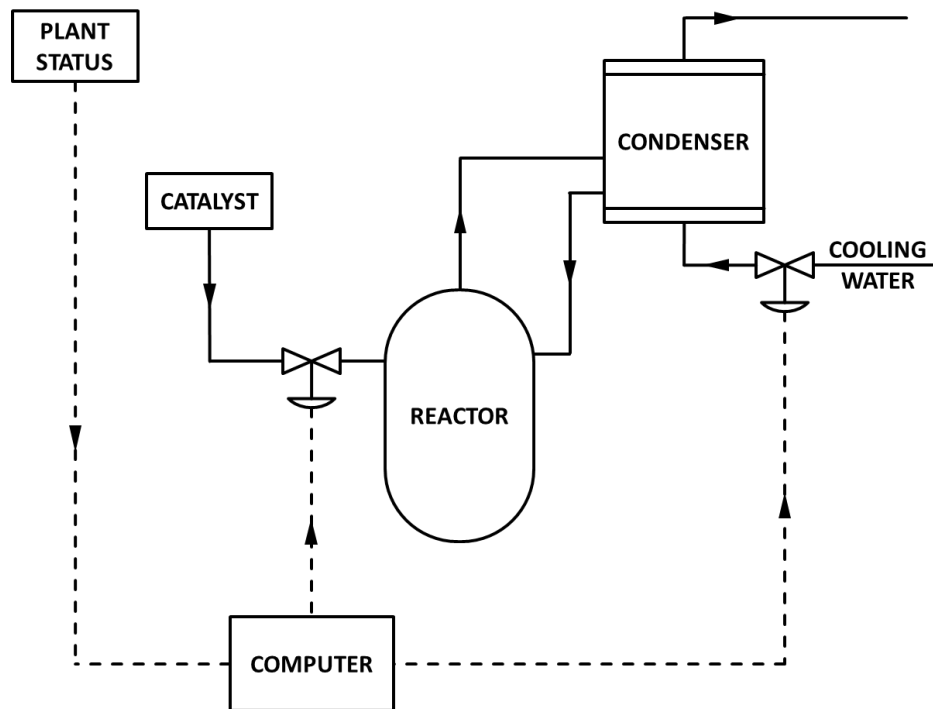 PLANT
STATUS
CONDENSER
CATALYST
COOLING
WATER
REACTOR
COMPUTER